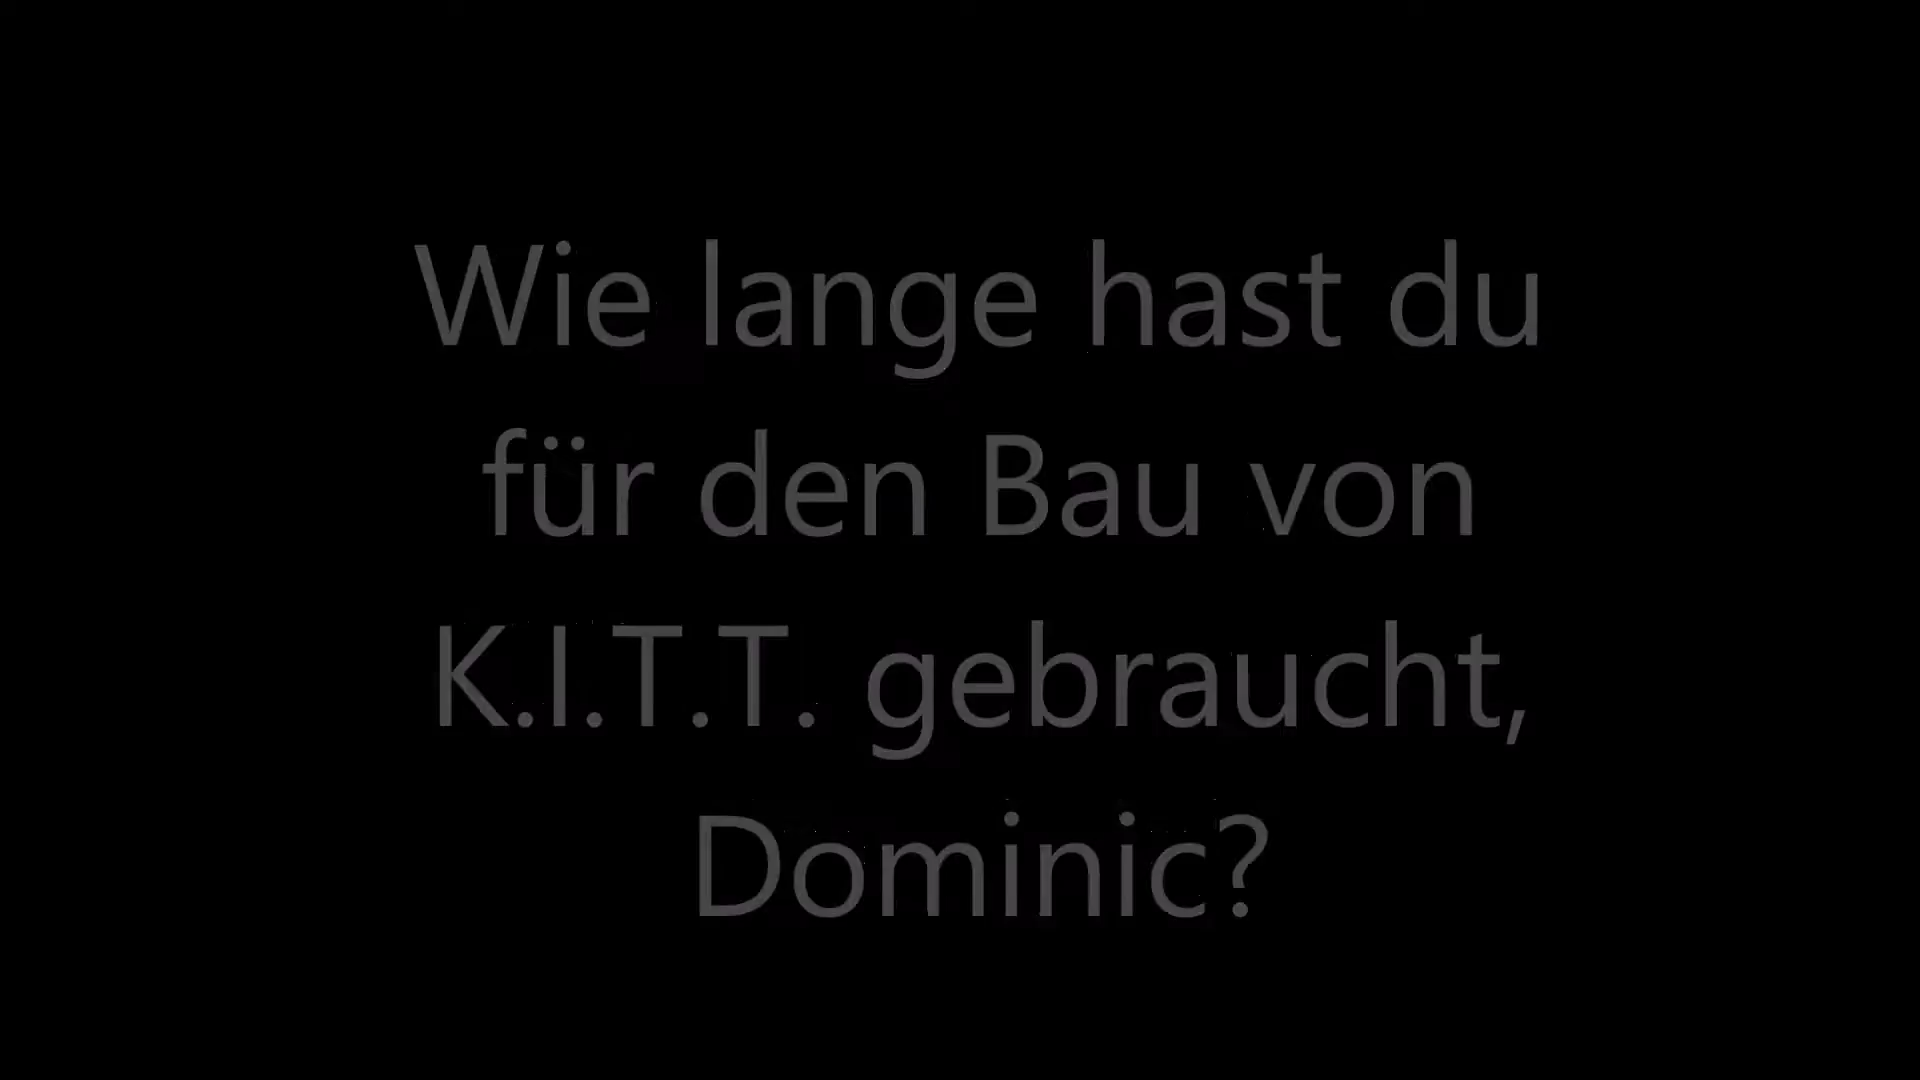 Wie lange hast du
für den Bau von
K.I.T.T. gebraucht,
Dominic?